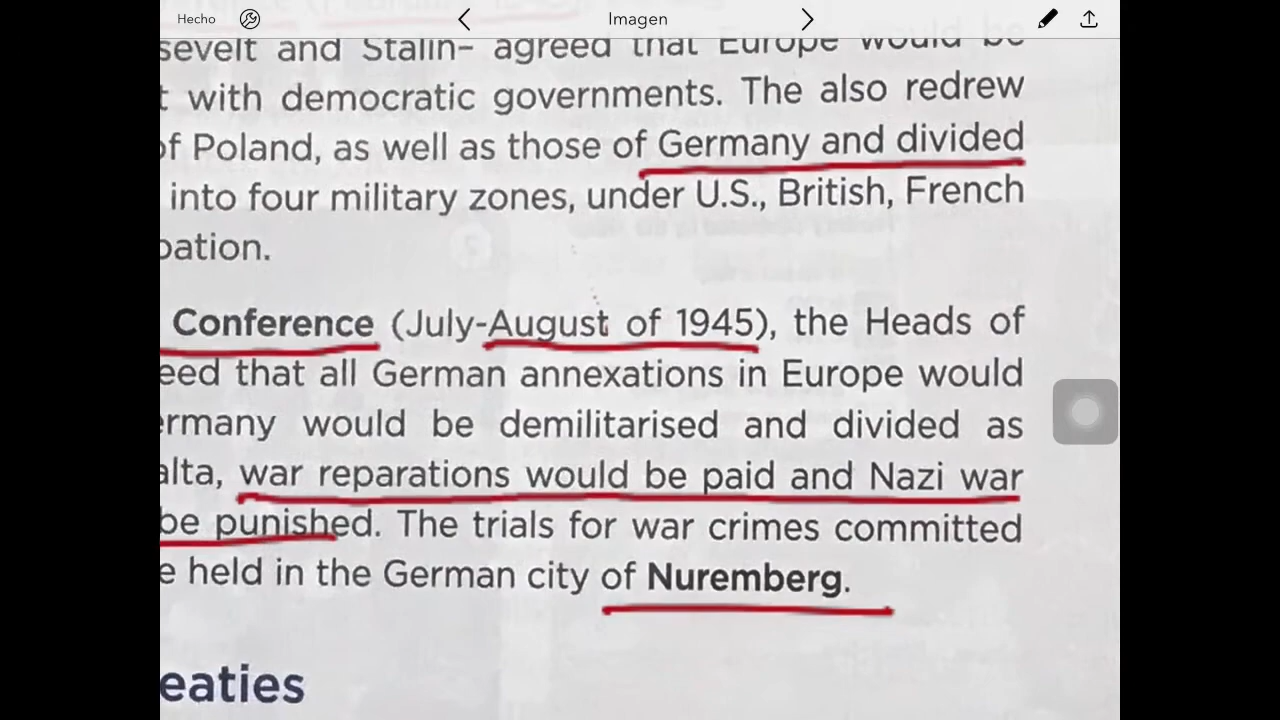 Hecho
Imagen
sevelt and Stalin– agreed that Europe would be
t with democratic governments. The also redrew
of Poland, as well as those of Germany and divided
into four military zones, under U.S., British, French
pation.
Conference (July-August of 1945), the Heads of
eed that all German annexations in Europe would
ermany would be demilitarised and divided as
alta, war reparations would be paid and Nazi war
be punished. The trials for war crimes committed
e held in the German city of Nuremberg.
eaties